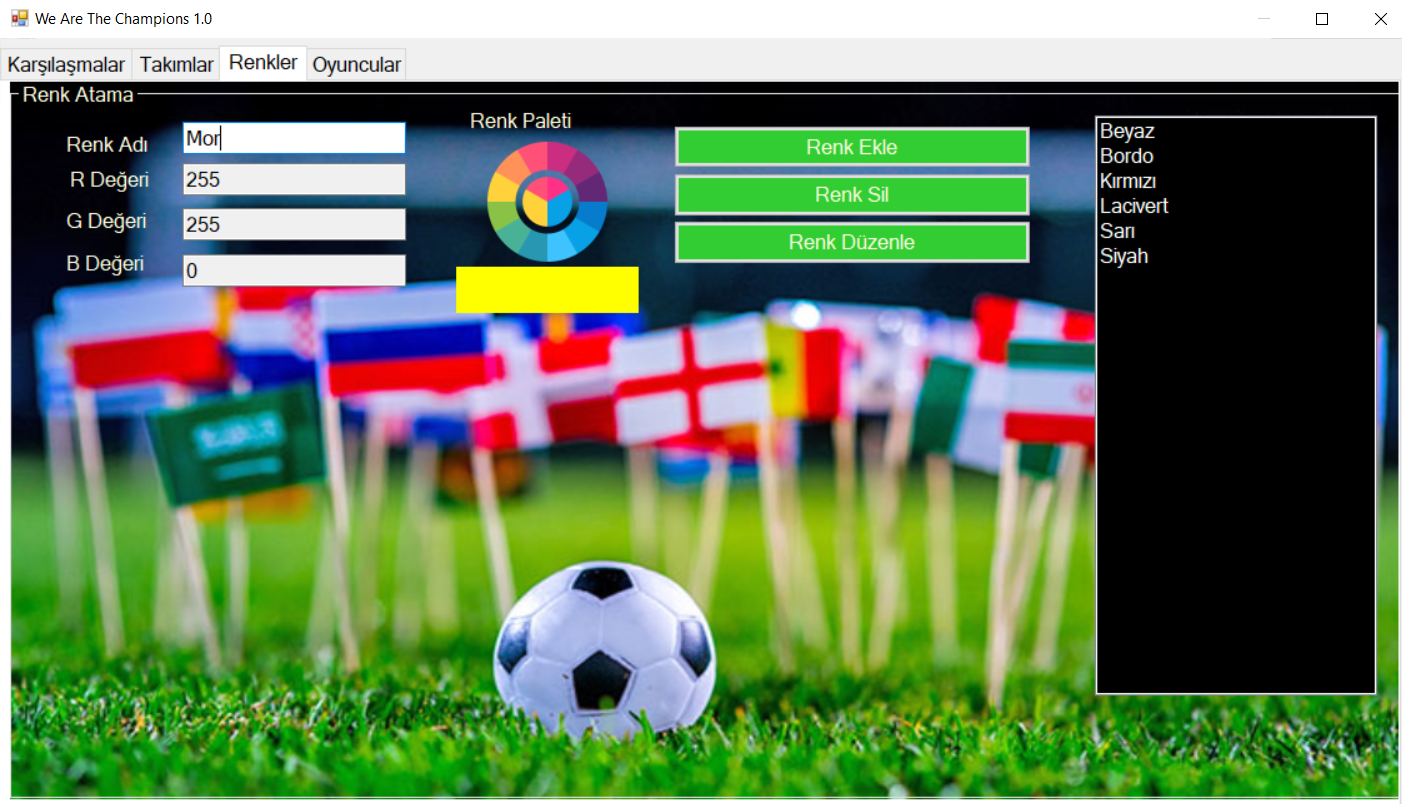 We Are The Champions 1.0
Karşılaşmalar Takımlar Renkler Oyuncular
Renk Atama
Renk Adı Mor
R Değeri 255
G Değeri 255
B Değeri 0
Renk Paleti
Renk Ekle
Renk Sil
Renk Düzenle
Beyaz
Bordo
Kırmızı
Lacivert
Sarı
Siyah